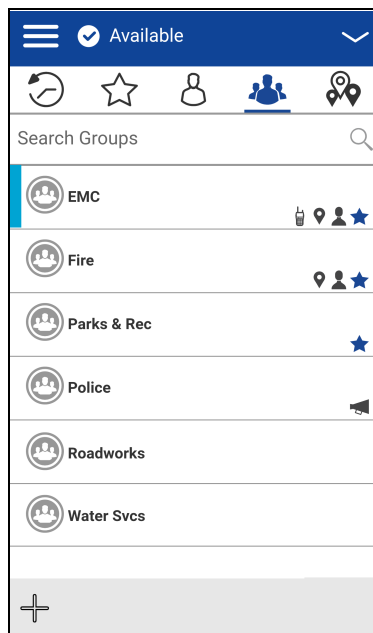 Available
Search Groups
EMC
Fire
Parks & Rec
Police
Roadworks
Water Svcs